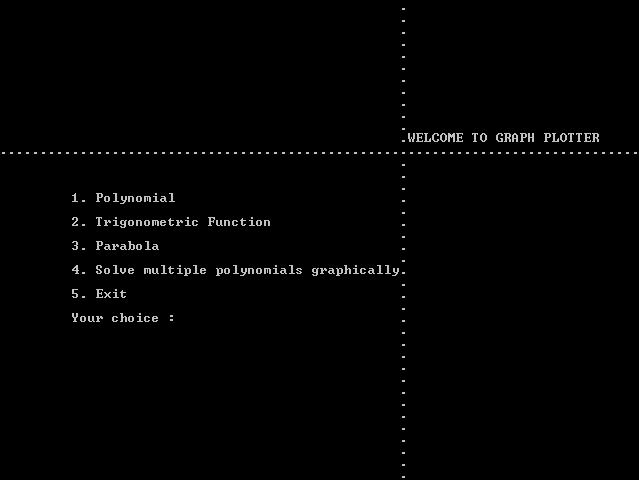 WELCOME TO GRAPH PLOTTER
1. Polynomial
2. Trigonometric Function
3. Parabola
4. Solve multiple polynomials graphically.
5. Exit
Your choice :